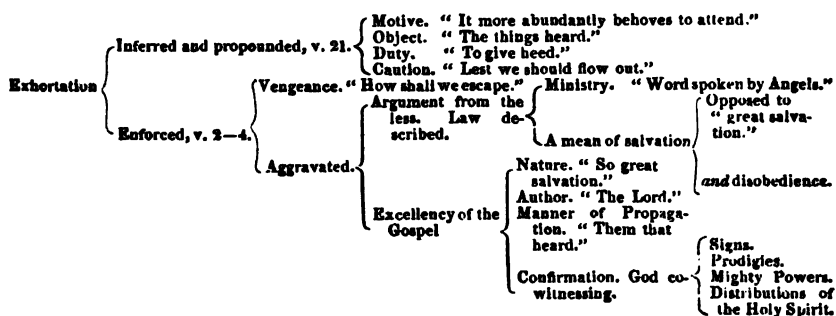 Exhortation
Inferred and propounded, v. 21.
Motive. "It more abundantly behoves to attend."
Object. "The things heard."
Duty. "To give heed."
Caution. "Lest we should flow out."
Enforced, v. 2—4.
Vengeance. "How shall we escape."
Aggravated.
Argument from the
less. Law de-
scribed.
Ministry. "Word spoken by Angels."
A mean of salvation
Opposed to
"great salva-
tion."
and disobedience.
Excellency of the
Gospel
Nature. "So great
salvation."
Author. "The Lord."
Manner of Propaga-
tion. "Them that
heard."
Confirmation. God co-
witnessing.
Signs.
Prodigies.
Mighty Powers.
Distributions of
the Holy Spirit.